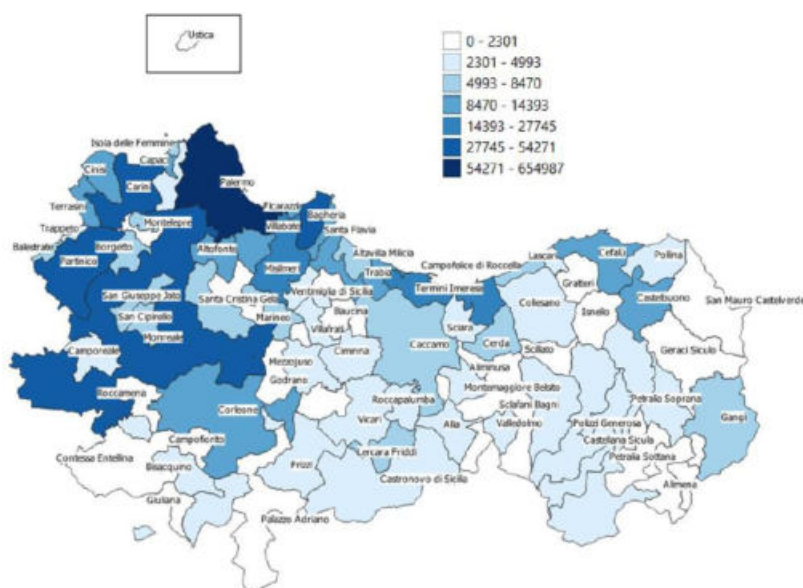 Ustica
0 - 2301
2301 - 4993
4993 - 8470
8470 - 14393
14393 - 27745
27745 - 54271
54271 - 654987
Isola delle Femmine
Capaci
Cinisi
Carini
Palermo
Terrasini
Ficarazzi
Bagheria
Trappeto
Montelepre
Villabate
Santa Flavia
Balestrate
Borgetto
Altofonte
Altavilla Milicia
Partinico
Misilmeri
Trabia
Campofelice di Roccella
Lascari
Cefalù
Pollina
San Giuseppe Jato
Santa Cristina Gela
Ventimiglia di Sicilia
Termini Imerese
Gratteri
Castelbuono
San Mauro Castelverde
San Cipirello
Marineo
Baucina
Collesano
Isnello
Monreale
Villafrati
Sciara
Camporeale
Mezzojuso
Ciminna
Caccamo
Cerda
Scillato
Geraci Siculo
Godrano
Aliminusa
Roccamena
Roccapalumba
Montemaggiore Belsito
Petralia Soprana
Corleone
Vicari
Sclafani Bagni
Gangi
Campofiorito
Alia
Valledolmo
Polizzi Generosa
Contessa Entellina
Lercara Friddi
Castellana Sicula
Bisacquino
Prizzi
Petralia Sottana
Castronovo di Sicilia
Alimena
Giuliana
Palazzo Adriano